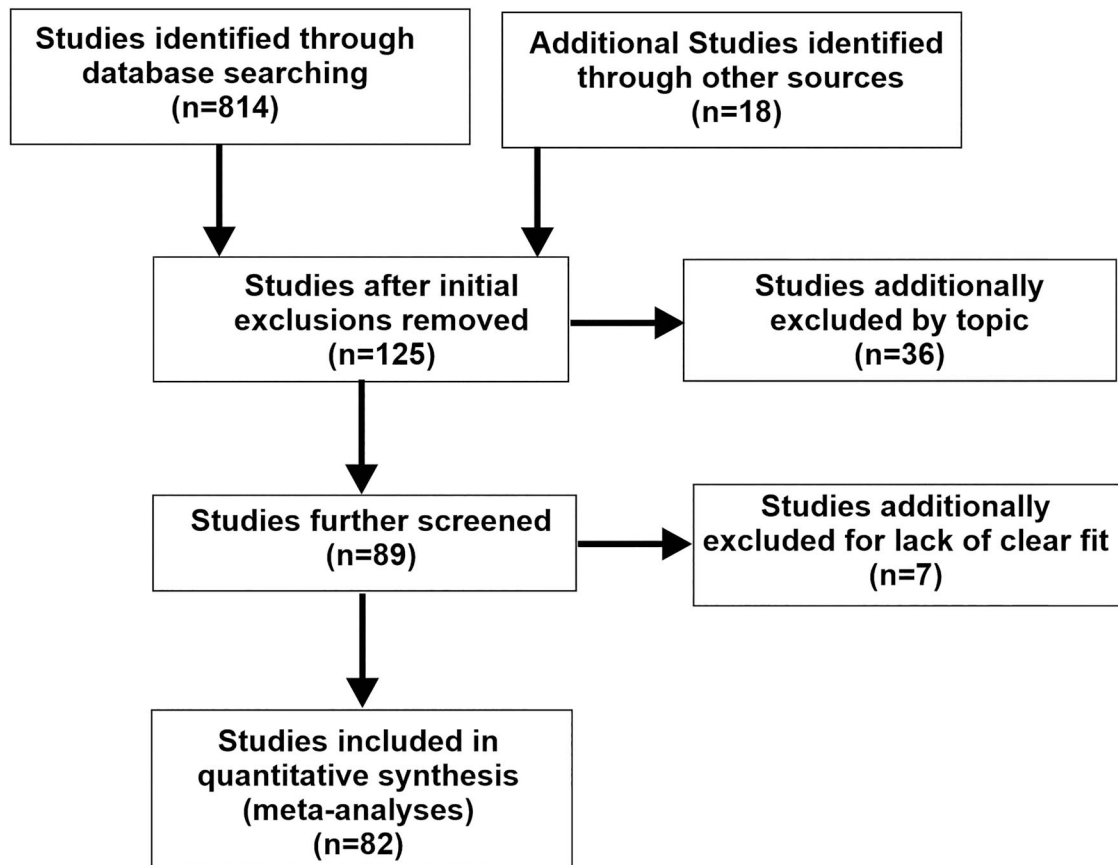 Studies identified through
database searching
(n=814)
Additional Studies identified
through other sources
(n=18)
Studies after initial
exclusions removed
(n=125)
Studies additionally
excluded by topic
(n=36)
Studies further screened
(n=89)
Studies additionally
excluded for lack of clear fit
(n=7)
Studies included in
quantitative synthesis
(meta-analyses)
(n=82)